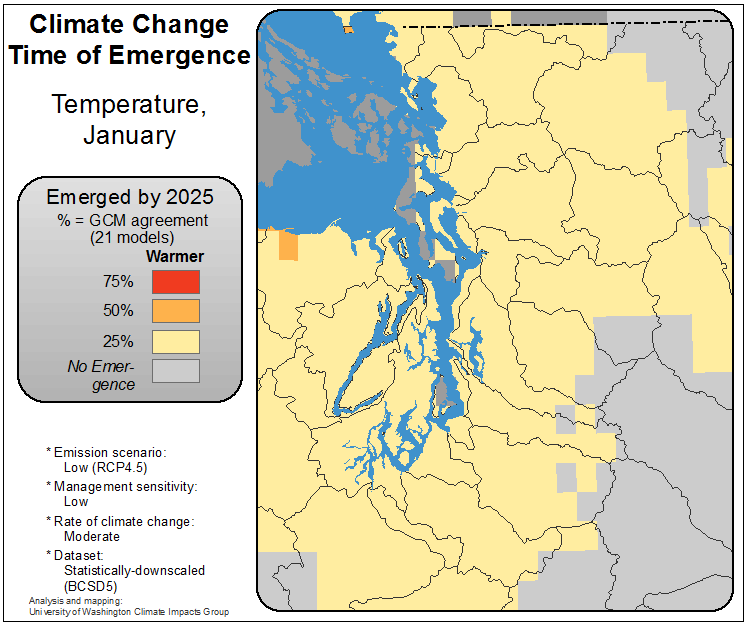 Climate Change
Time of Emergence
Temperature,
January
Emerged by 2025
% = GCM agreement
(21 models)
Warmer
75%
50%
25%
No Emer-
gence
* Emission scenario:
Low (RCP4.5)
* Management sensitivity:
Low
* Rate of climate change:
Moderate
* Dataset:
Statistically-downscaled
(BCSD5)
Analysis and mapping:
University of Washington Climate Impacts Group